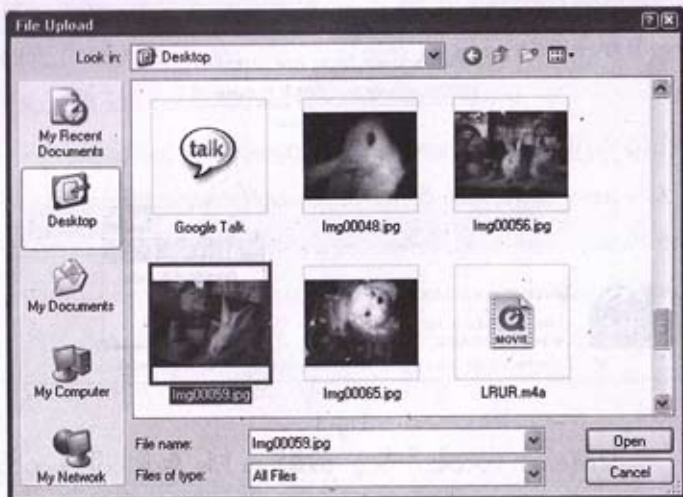 File Upload
Look in: Desktop
My Recent
Documents
Desktop
My Documents
My Computer
My Network
talk
Google Talk
Img00048.jpg
Img00056.jpg
Img00059.jpg
Img00065.jpg
MOVIE
LRUR.m4a
File name: Img00059.jpg Open
Files of type: All Files Cancel